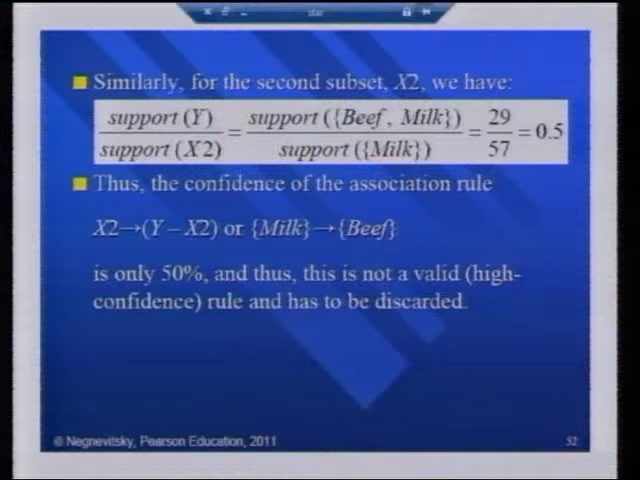 Similarly, for the second subset, X2, we have:
support (Y) / support (X2) = support ({Beef , Milk}) / support ({Milk}) = 29 / 57 = 0.5
Thus, the confidence of the association rule
X2→(Y – X2) or {Milk}→{Beef}
is only 50%, and thus, this is not a valid (high-
confidence) rule and has to be discarded.
© Negnevitsky, Pearson Education, 2011
52